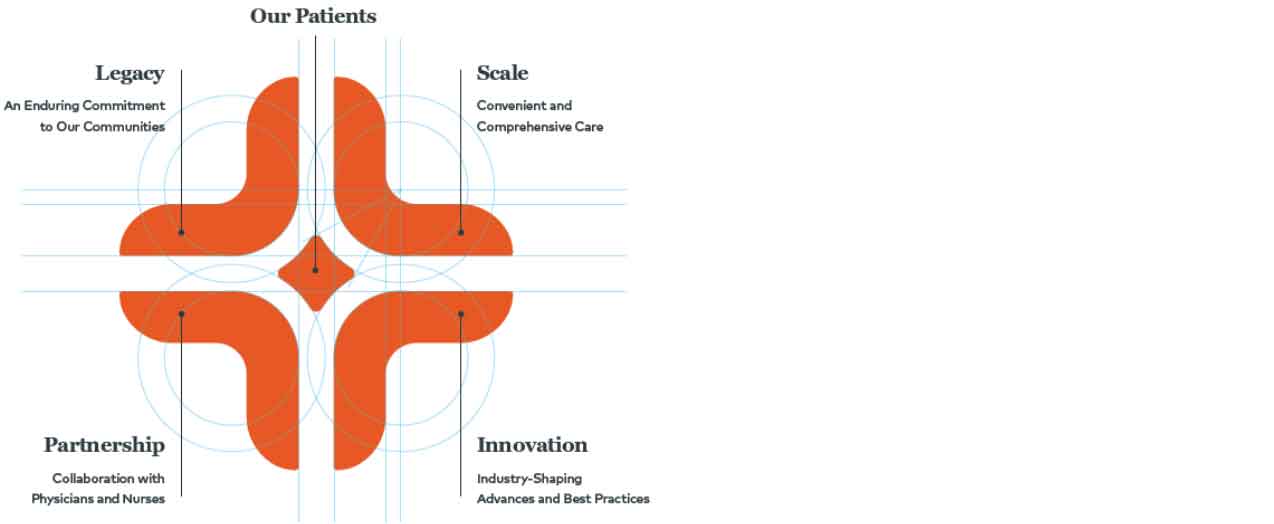 Our Patients
Legacy
An Enduring Commitment
to Our Communities
Scale
Convenient and
Comprehensive Care
Partnership
Collaboration with
Physicians and Nurses
Innovation
Industry-Shaping
Advances and Best Practices